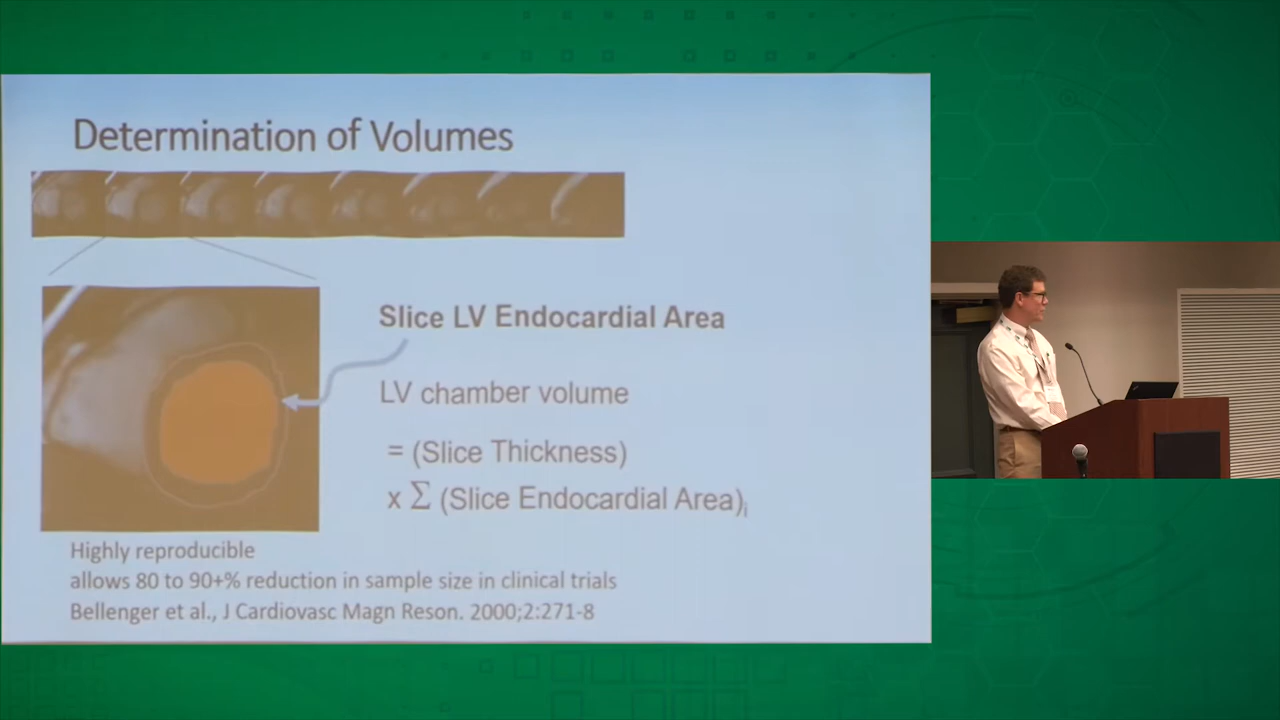 Determination of Volumes
Slice LV Endocardial Area
LV chamber volume
= (Slice Thickness)
x Σ (Slice Endocardial Area)i
Highly reproducible
allows 80 to 90+% reduction in sample size in clinical trials
Bellenger et al., J Cardiovasc Magn Reson. 2000;2:271-8